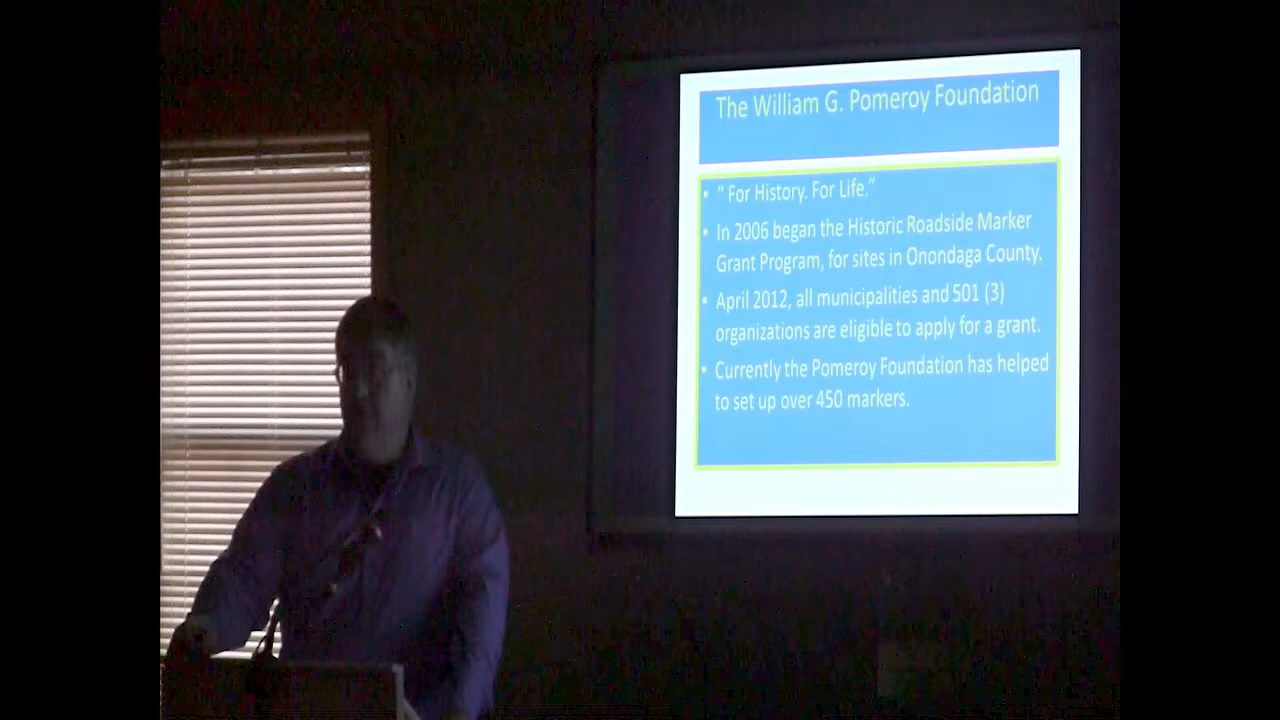 The William G. Pomeroy Foundation
• " For History. For Life."
• In 2006 began the Historic Roadside Marker
Grant Program, for sites in Onondaga County.
• April 2012, all municipalities and 501 (3)
organizations are eligible to apply for a grant.
• Currently the Pomeroy Foundation has helped
to set up over 450 markers.